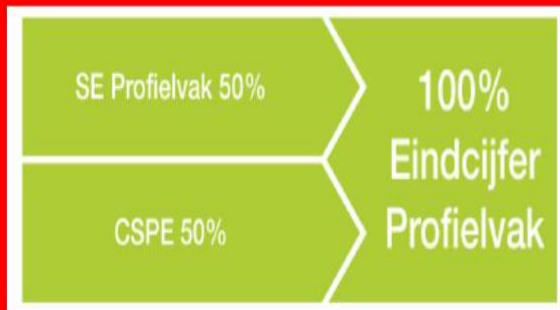 SE Profielvak 50%
CSPE 50%
100%
Eindcijfer
Profielvak